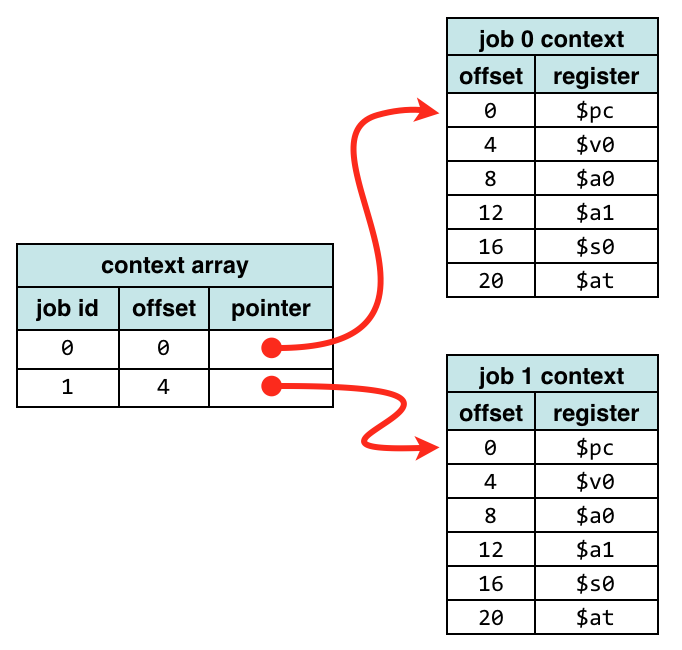 job 0 context
offset register
0 $pc
4 $v0
8 $a0
12 $a1
16 $s0
20 $at
context array
job id offset pointer
0 0
1 4
job 1 context
offset register
0 $pc
4 $v0
8 $a0
12 $a1
16 $s0
20 $at